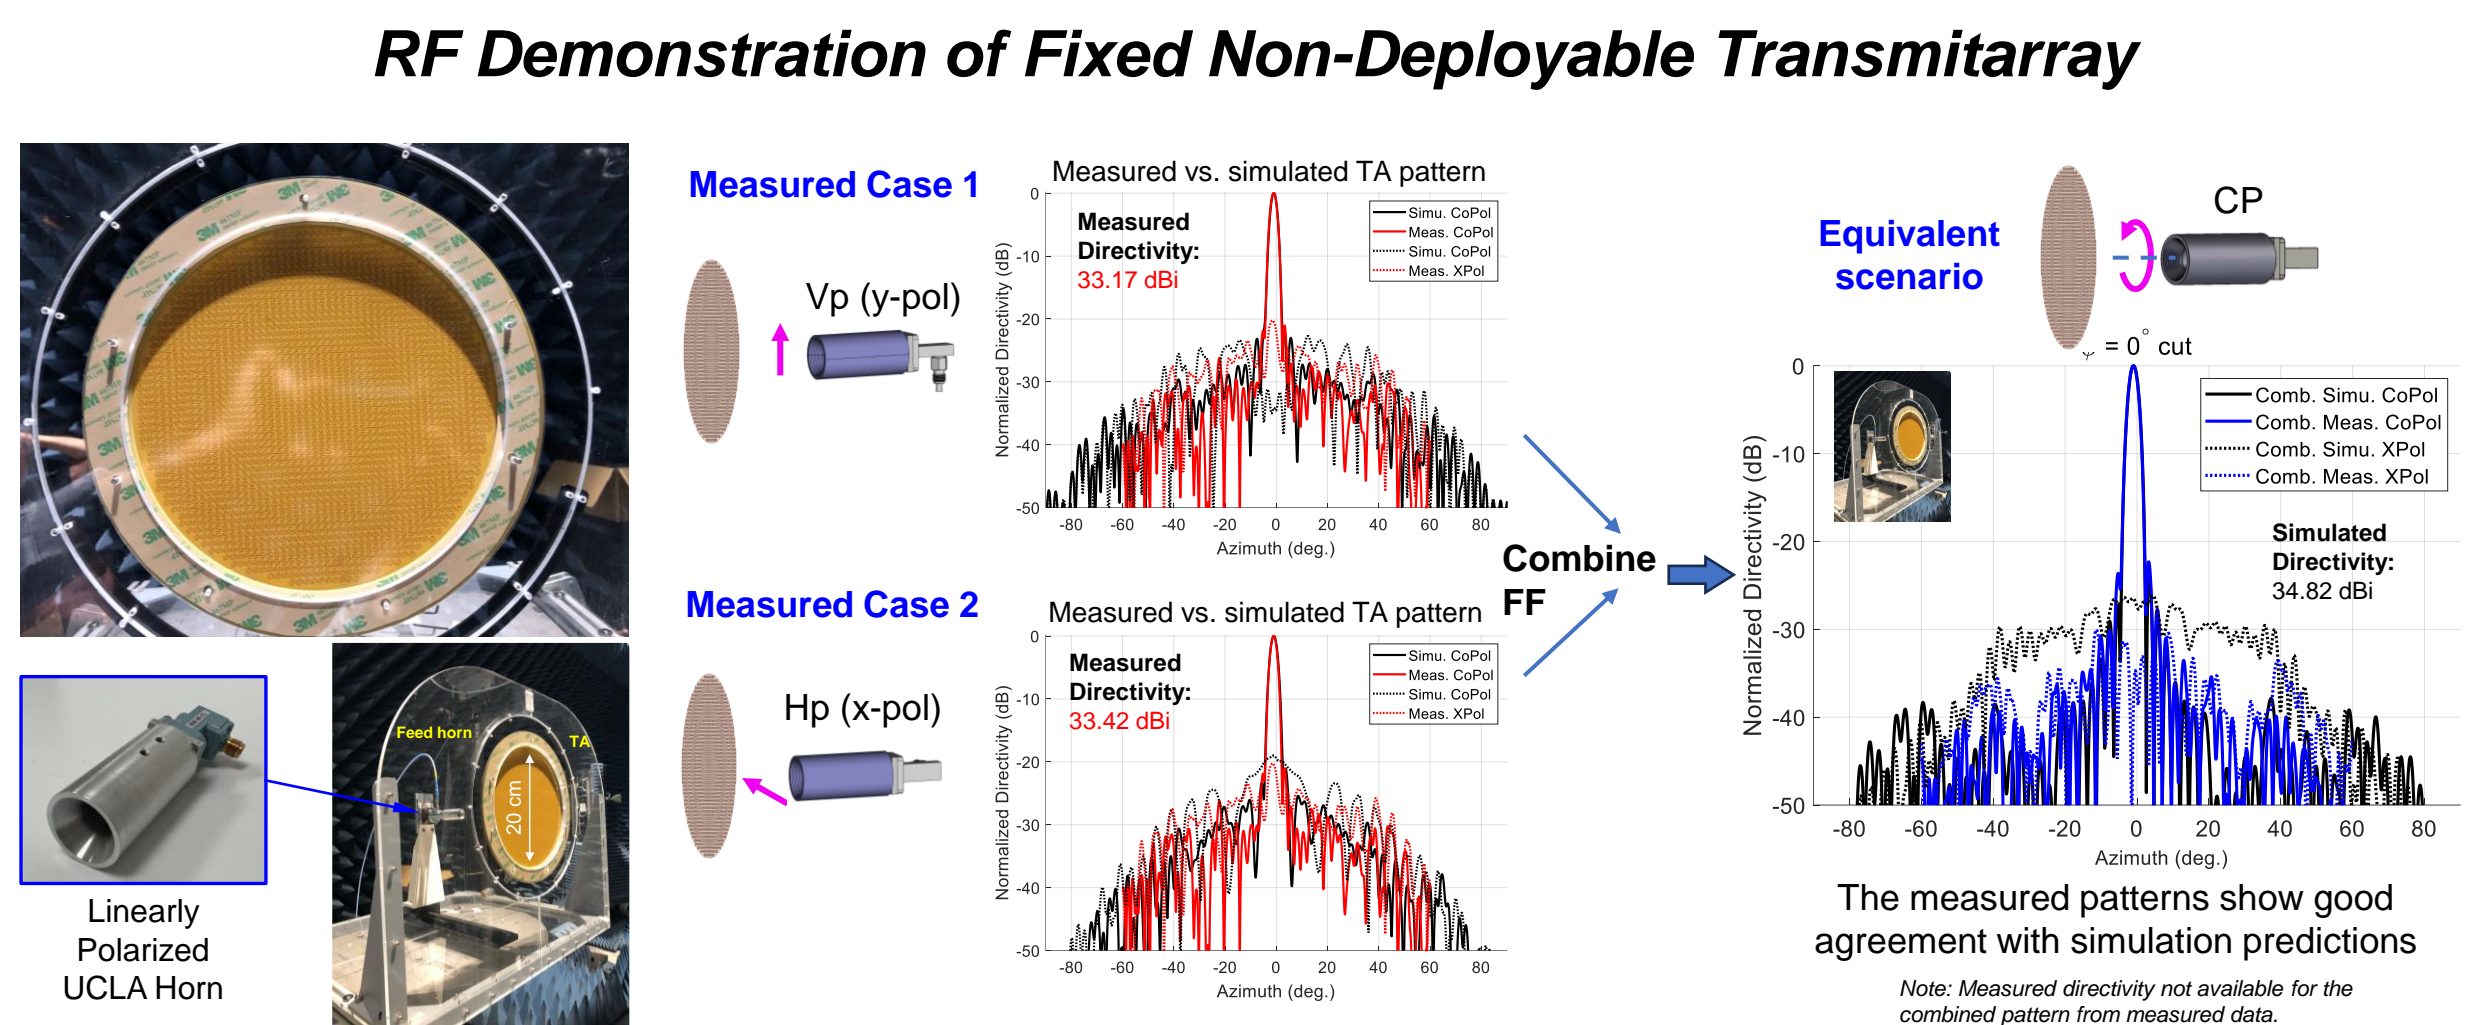 RF Demonstration of Fixed Non-Deployable Transmitarray
3M
Linearly
Polarized
UCLA Horn
Feed horn
TA
20 cm
Measured Case 1
Vp (y-pol)
Measured vs. simulated TA pattern
Measured
Directivity:
33.17 dBi
Simu. CoPol
Meas. CoPol
Simu. CoPol
Meas. XPol
Normalized Directivity (dB)
0
-10
-20
-30
-40
-50
-80 -60 -40 -20 0 20 40 60 80
Azimuth (deg.)
Measured Case 2
Hp (x-pol)
Measured vs. simulated TA pattern
Measured
Directivity:
33.42 dBi
Simu. CoPol
Meas. CoPol
Simu. CoPol
Meas. XPol
Normalized Directivity (dB)
0
-10
-20
-30
-40
-50
-80 -60 -40 -20 0 20 40 60 80
Azimuth (deg.)
Combine
FF
Equivalent
scenario
CP
= 0° cut
Comb. Simu. CoPol
Comb. Meas. CoPol
Comb. Simu. XPol
Comb. Meas. XPol
Simulated
Directivity:
34.82 dBi
Normalized Directivity (dB)
0
-10
-20
-30
-40
-50
-80 -60 -40 -20 0 20 40 60 80
Azimuth (deg.)
The measured patterns show good
agreement with simulation predictions
Note: Measured directivity not available for the
combined pattern from measured data.